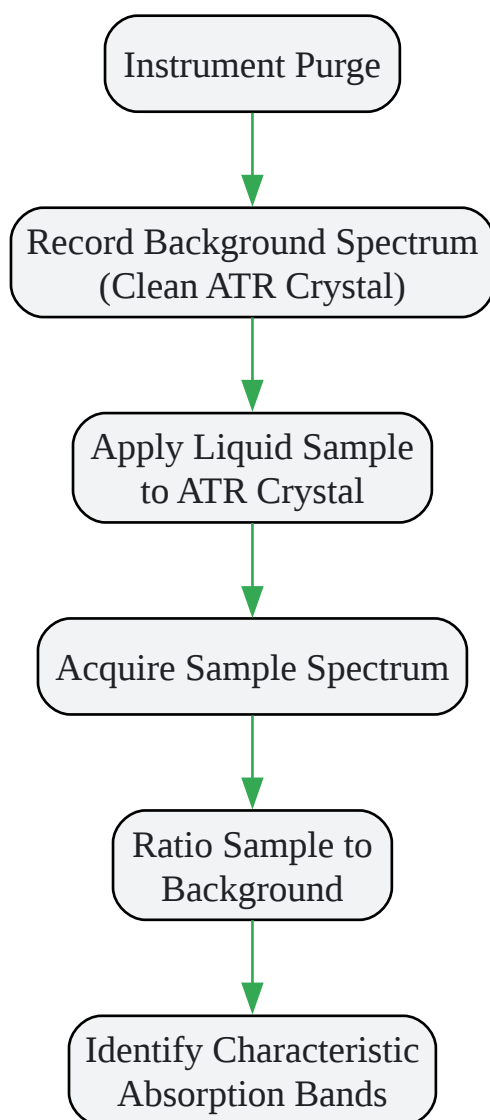 Instrument Purge
Record Background Spectrum
(Clean ATR Crystal)
Apply Liquid Sample
to ATR Crystal
Acquire Sample Spectrum
Ratio Sample to
Background
Identify Characteristic
Absorption Bands